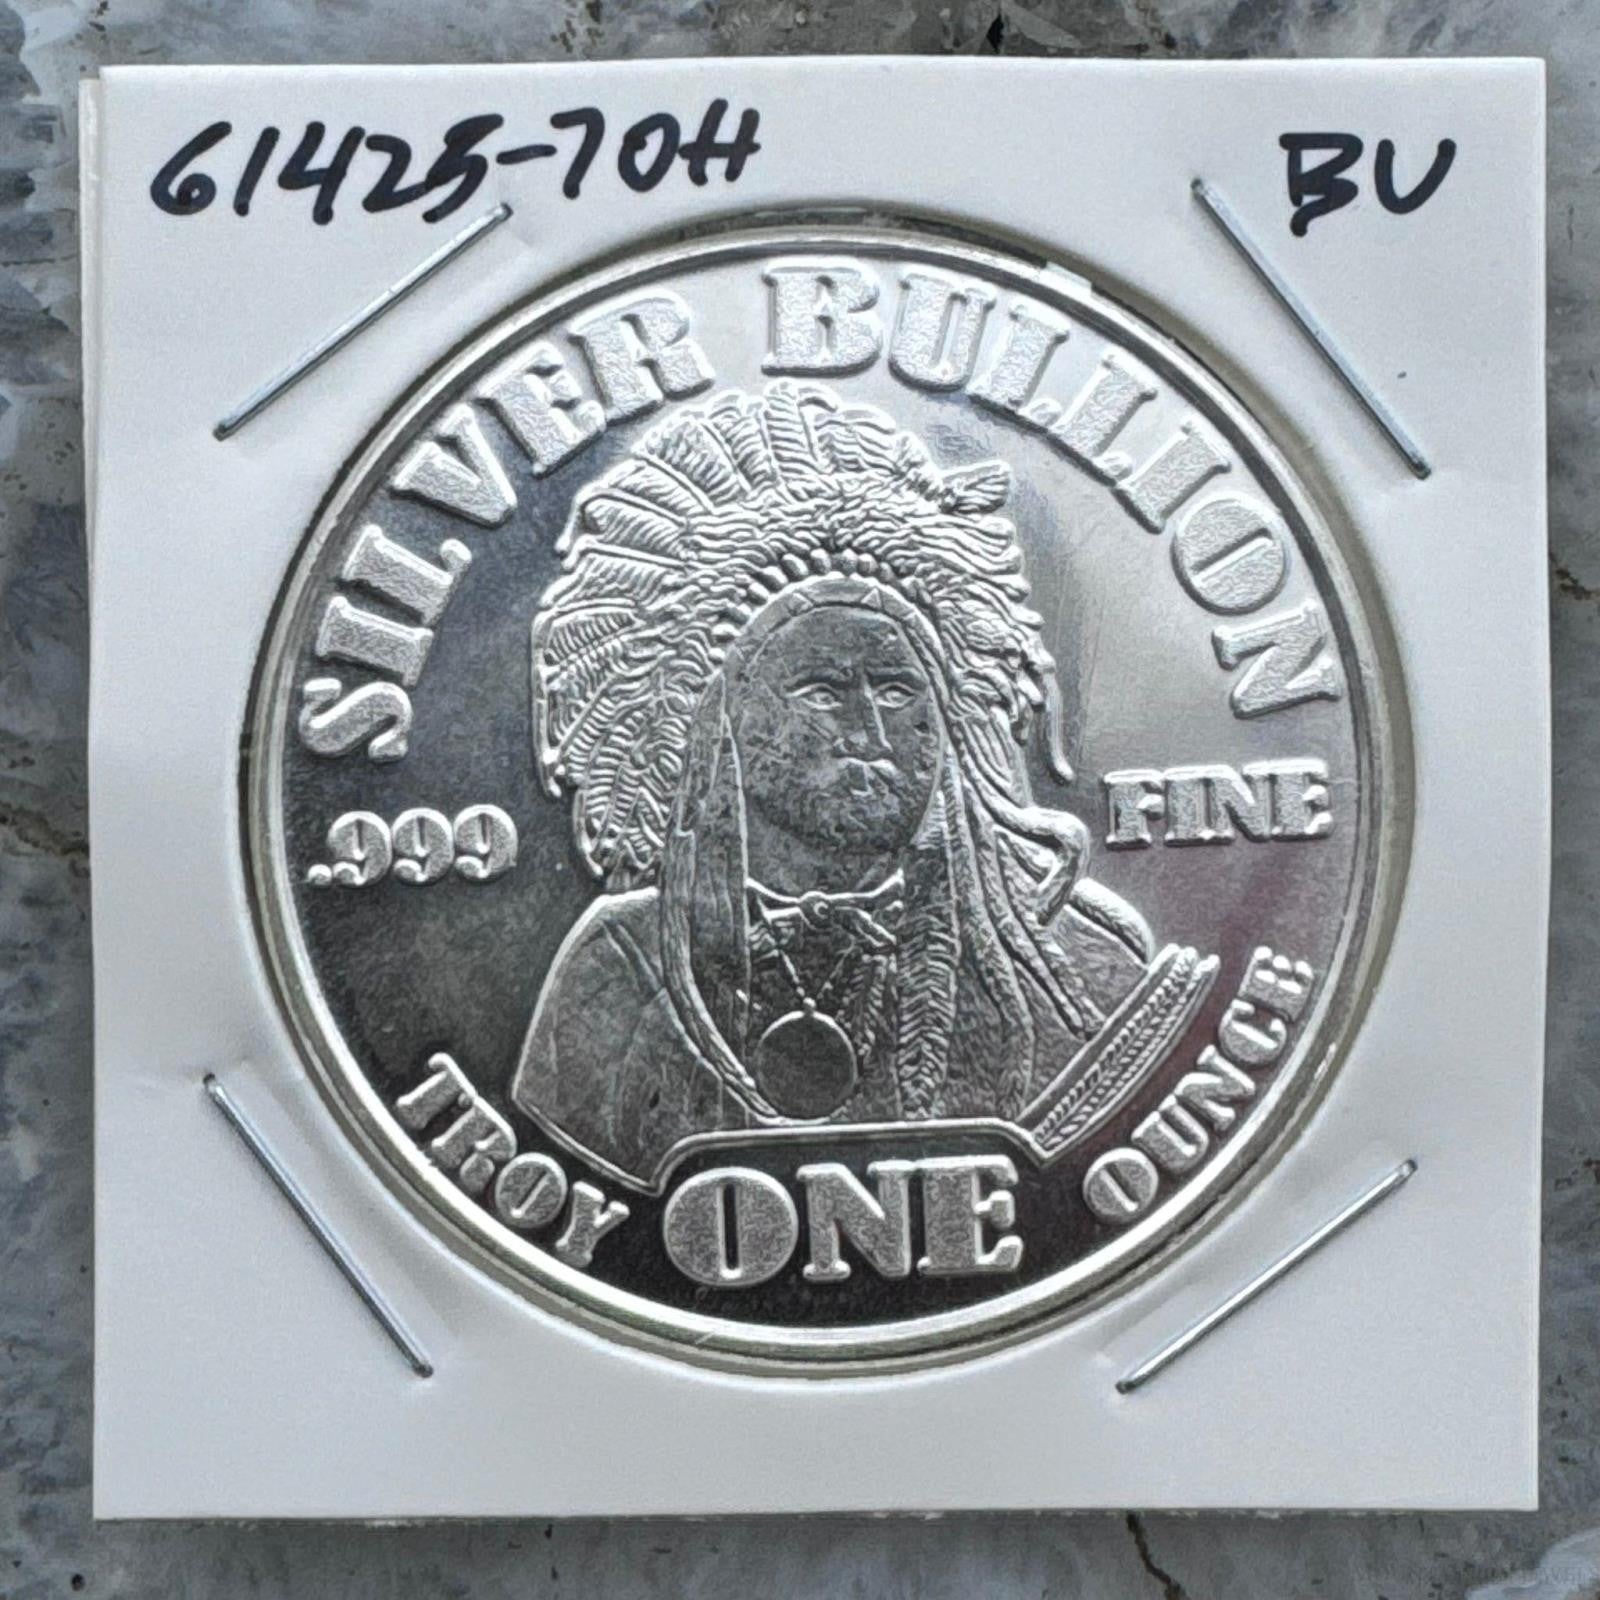 61425-70H BU
SILVER BULLION
.999 FINE
TROY ONE OUNCE